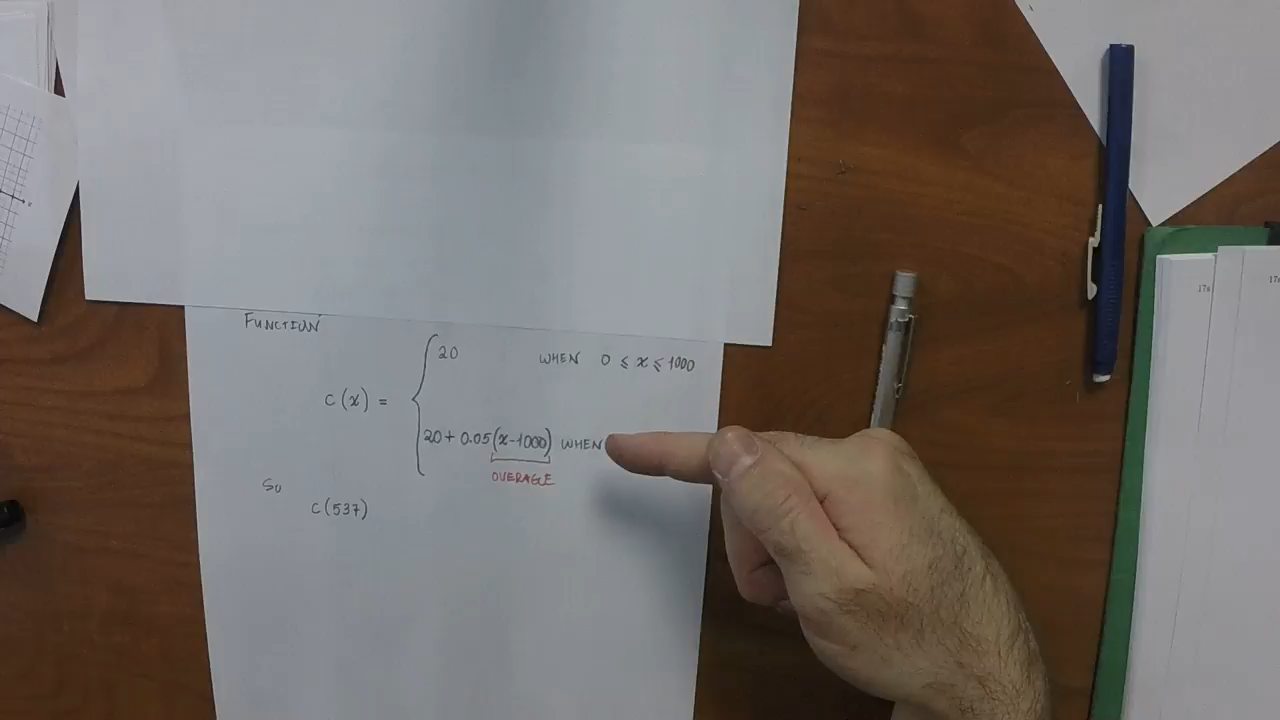 FUNCTION
20 WHEN 0 ⩽ x ⩽ 1000
C(x) =
20 + 0.05(x-1000) WHEN
OVERAGE
SO
C(537)